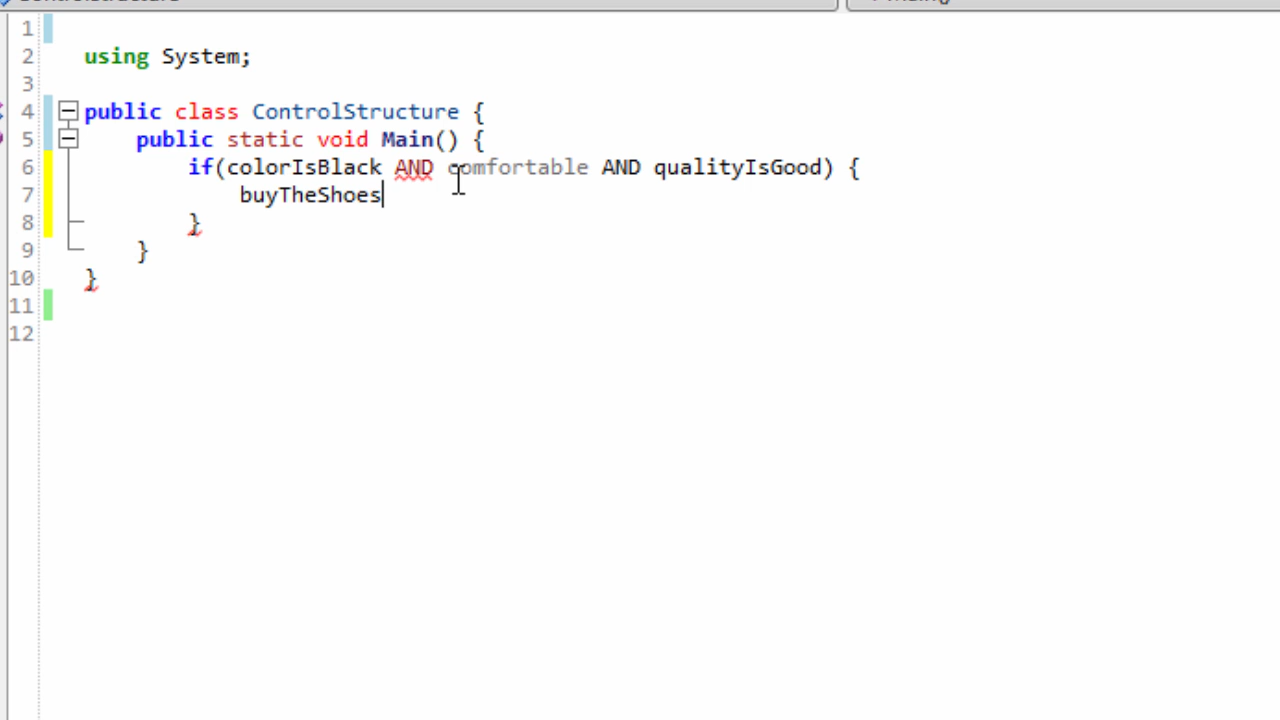 1
2 using System;
3
4 public class ControlStructure {
5 public static void Main() {
6 if(colorIsBlack AND comfortable AND qualityIsGood) {
7 buyTheShoes
8 }
9 }
10 }
11
12